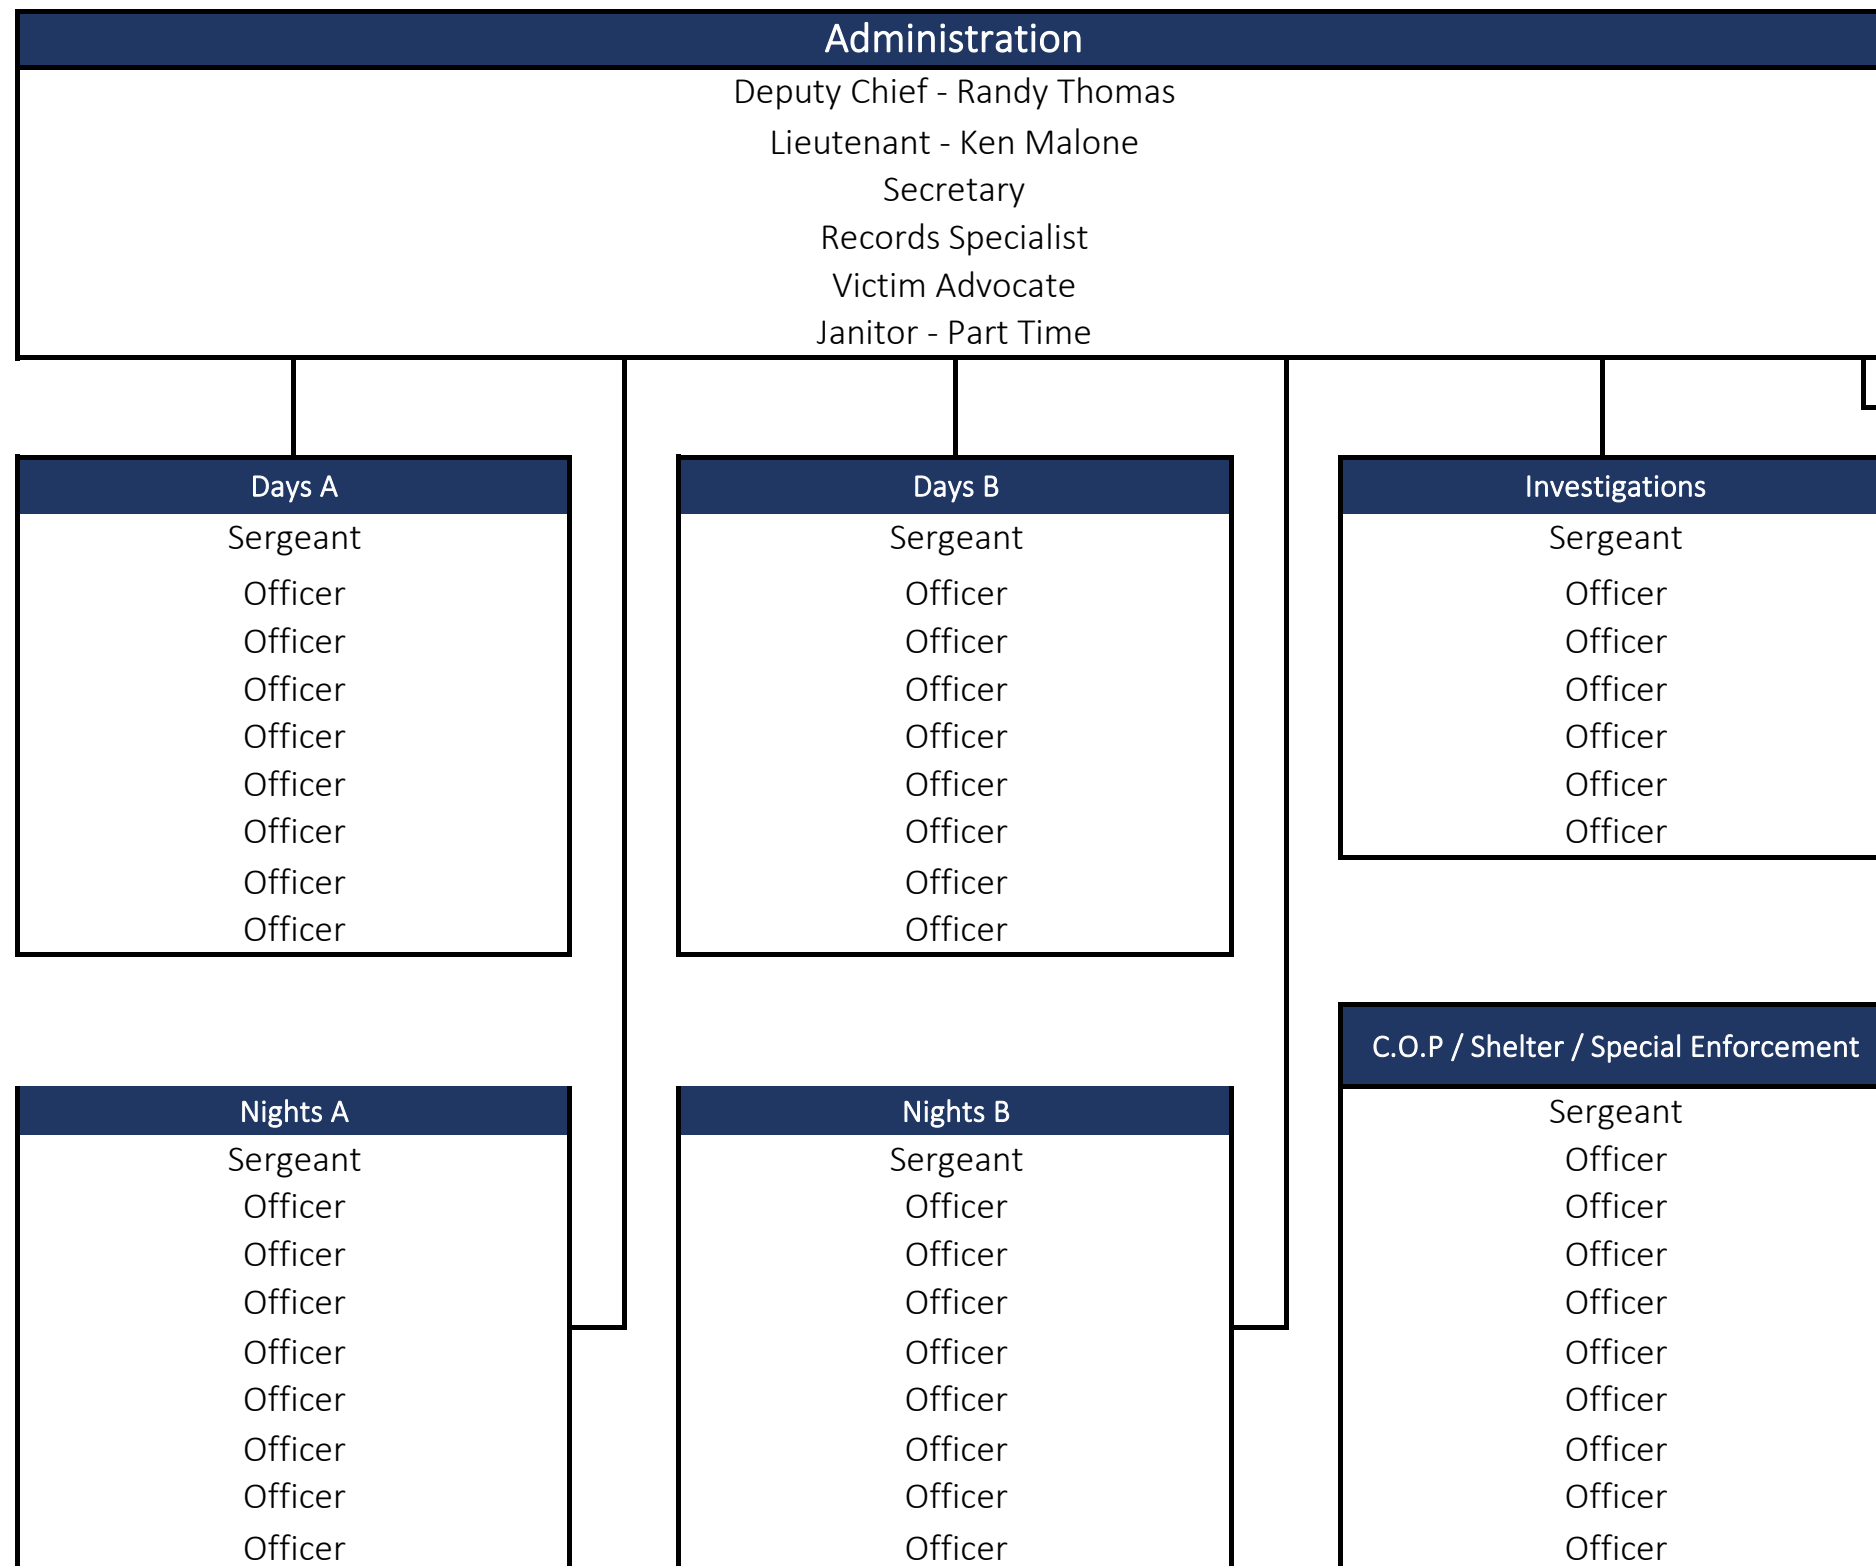 Administration
Deputy Chief - Randy Thomas
Lieutenant - Ken Malone
Secretary
Records Specialist
Victim Advocate
Janitor - Part Time
Days A
Sergeant
Officer
Officer
Officer
Officer
Officer
Officer
Officer
Officer
Days B
Sergeant
Officer
Officer
Officer
Officer
Officer
Officer
Officer
Officer
Investigations
Sergeant
Officer
Officer
Officer
Officer
Officer
Officer
Nights A
Sergeant
Officer
Officer
Officer
Officer
Officer
Officer
Officer
Officer
Nights B
Sergeant
Officer
Officer
Officer
Officer
Officer
Officer
Officer
Officer
C.O.P / Shelter / Special Enforcement
Sergeant
Officer
Officer
Officer
Officer
Officer
Officer
Officer
Officer
Officer